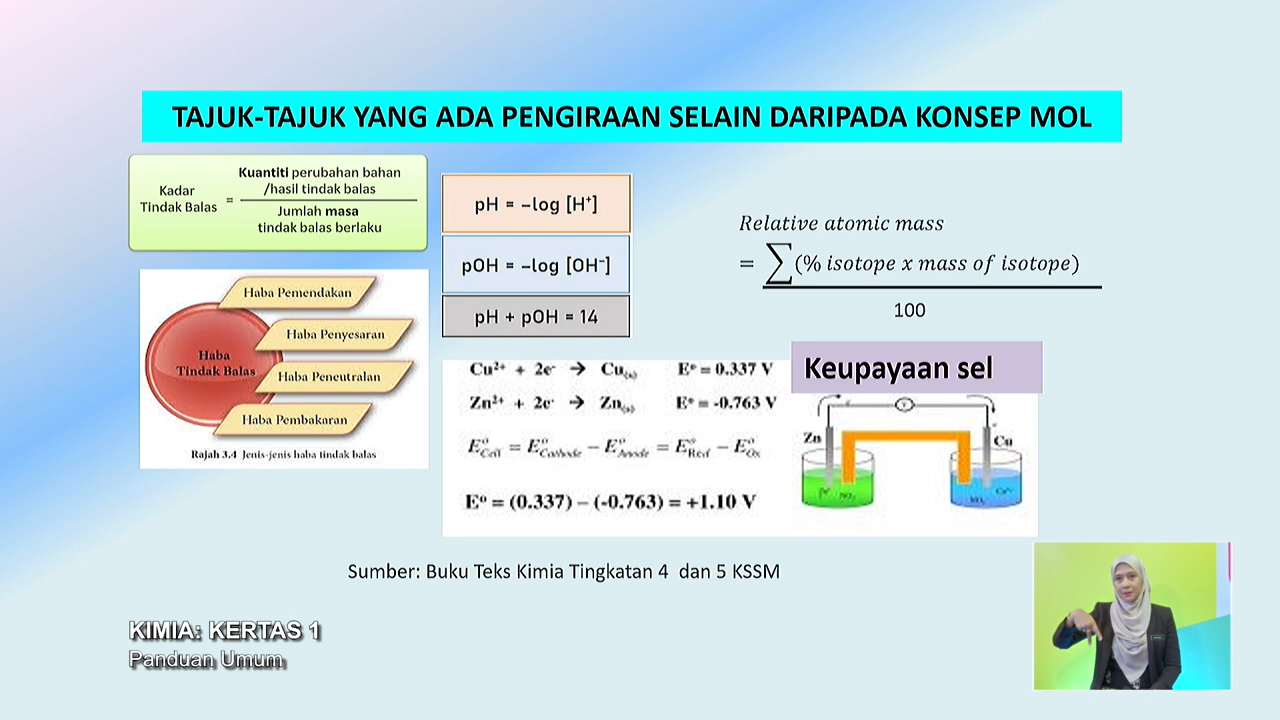 TAJUK-TAJUK YANG ADA PENGIRAAN SELAIN DARIPADA KONSEP MOL
Kadar
Tindak Balas
=
Kuantiti perubahan bahan
/hasil tindak balas
Jumlah masa
tindak balas berlaku
Haba
Tindak Balas
Haba Pemendakan
Haba Penyesaran
Haba Peneutralan
Haba Pembakaran
Rajah 3.4 Jenis-jenis haba tindak balas
pH = –log [H⁺]
pOH = –log [OH⁻]
pH + pOH = 14
Relative atomic mass
= ∑(% isotope x mass of isotope)
100
Cu²⁺ + 2e⁻ → Cu(s) E° = 0.337 V
Zn²⁺ + 2e⁻ → Zn(s) E° = -0.763 V
E°Cell = E°Cathode − E°Anode = E°Red − E°Ox
E° = (0.337) – (-0.763) = +1.10 V
Keupayaan sel
Zn
Cu
Sumber: Buku Teks Kimia Tingkatan 4 dan 5 KSSM
KIMIA: KERTAS 1
Panduan Umum